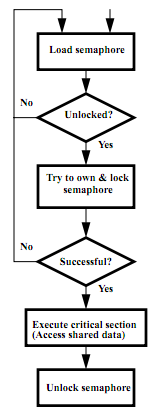 Load semaphore
No
Unlocked?
Yes
Try to own & lock
semaphore
No
Successful?
Yes
Execute critical section
(Access shared data)
Unlock semaphore